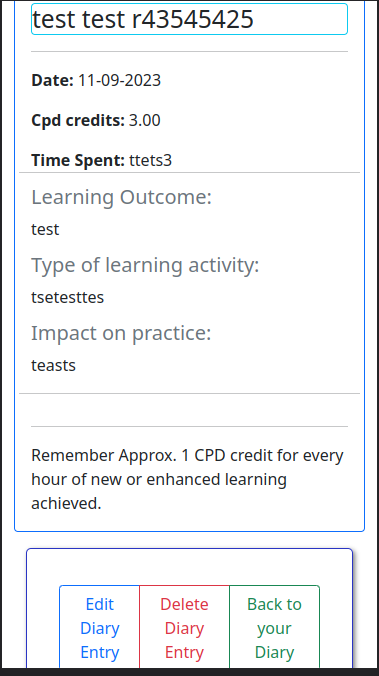 test test r43545425
Date: 11-09-2023
Cpd credits: 3.00
Time Spent: ttets3
Learning Outcome:
test
Type of learning activity:
tsetesttes
Impact on practice:
teasts
Remember Approx. 1 CPD credit for every
hour of new or enhanced learning
achieved.
Edit
Diary
Entry
Delete
Diary
Entry
Back to
your
Diary